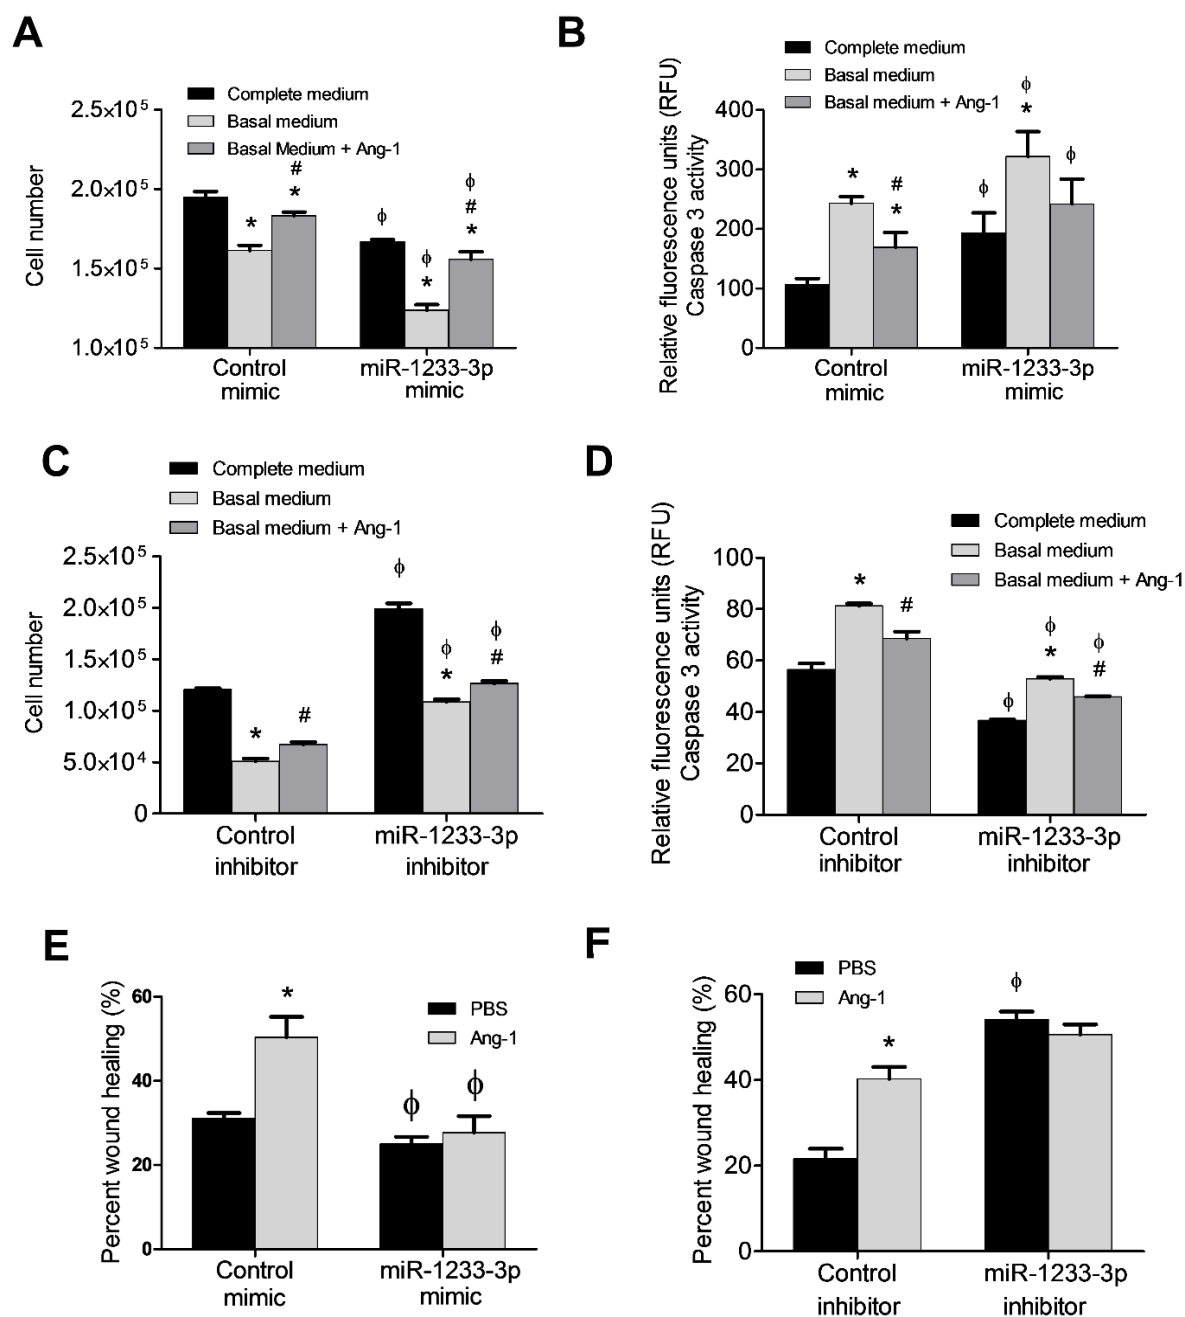 A
Complete medium
Basal medium
Basal Medium + Ang-1
Cell number
2.5x10⁵
2.0x10⁵
1.5x10⁵
1.0x10⁵
*
#
*
ϕ
ϕ
*
ϕ
#
*
Control
mimic
miR-1233-3p
mimic
B
Complete medium
Basal medium
Basal medium + Ang-1
Relative fluorescence units (RFU)
Caspase 3 activity
400
300
200
100
0
*
#
*
ϕ
ϕ
*
ϕ
Control
mimic
miR-1233-3p
mimic
C
Complete medium
Basal medium
Basal medium + Ang-1
Cell number
2.5x10⁵
2.0x10⁵
1.5x10⁵
1.0x10⁵
5.0x10⁴
0
*
#
ϕ
ϕ
*
ϕ
#
Control
inhibitor
miR-1233-3p
inhibitor
D
Complete medium
Basal medium
Basal medium + Ang-1
Relative fluorescence units (RFU)
Caspase 3 activity
100
80
60
40
20
0
*
#
ϕ
ϕ
*
ϕ
#
Control
inhibitor
miR-1233-3p
inhibitor
E
PBS
Ang-1
Percent wound healing (%)
60
40
20
0
*
ϕ
ϕ
Control
mimic
miR-1233-3p
mimic
F
PBS
Ang-1
Percent wound healing (%)
60
40
20
0
*
ϕ
Control
inhibitor
miR-1233-3p
inhibitor